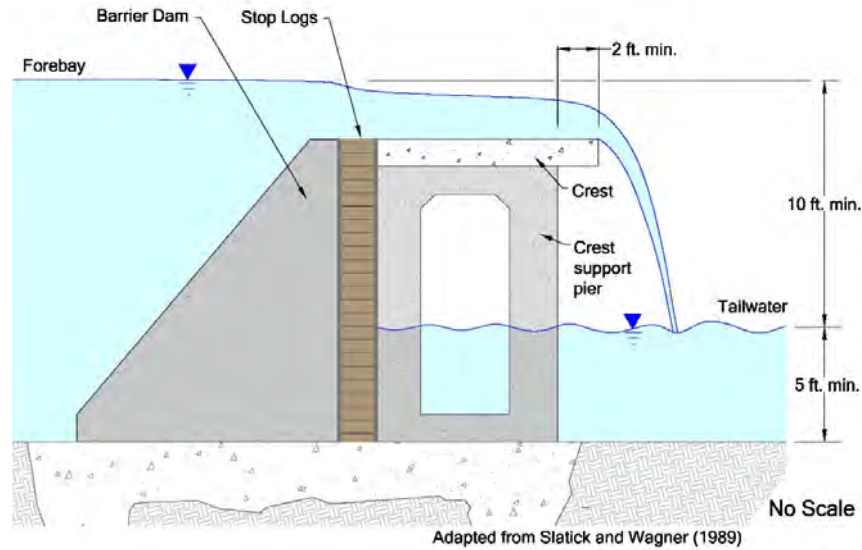 Barrier Dam
Stop Logs
2 ft. min.
Forebay
Crest
10 ft. min.
Crest
support
pier
Tailwater
5 ft. min.
No Scale
Adapted from Slatick and Wagner (1989)